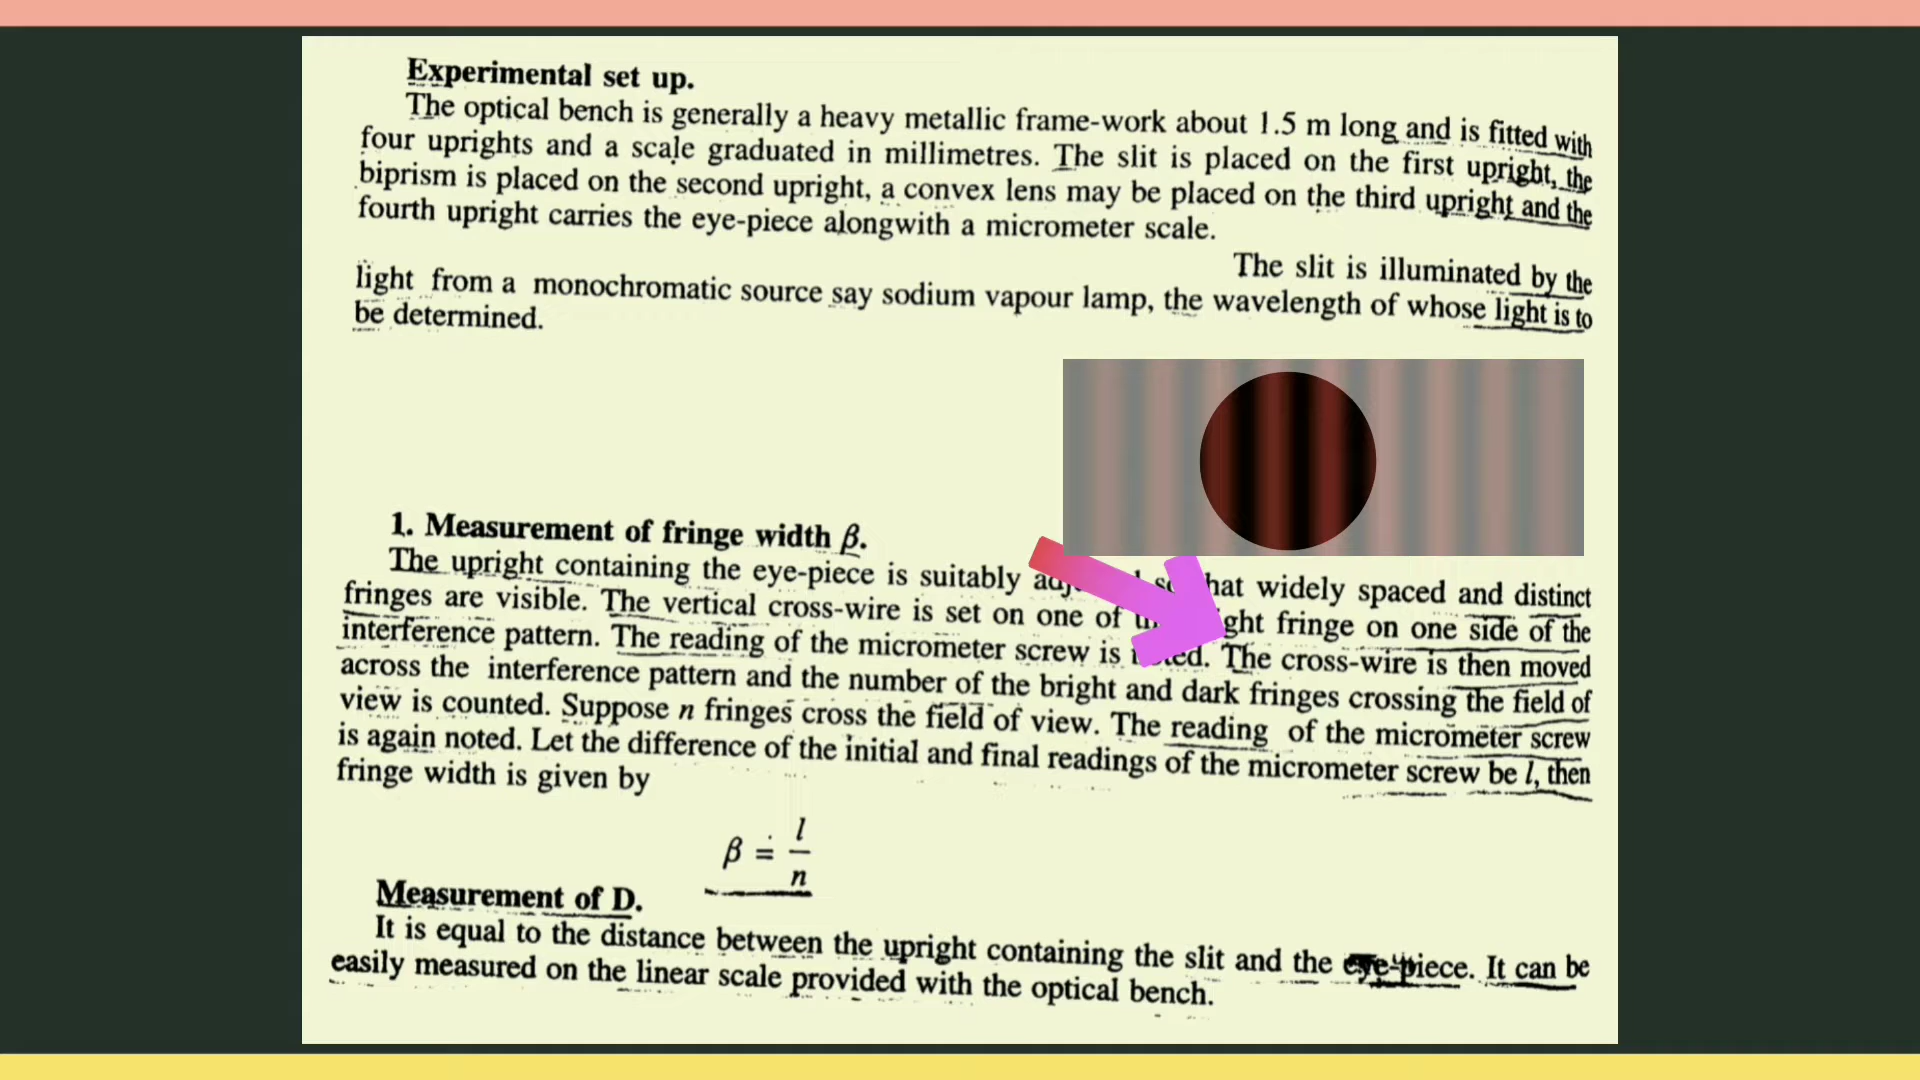 Experimental set up.
The optical bench is generally a heavy metallic frame-work about 1.5 m long and is fitted with
four uprights and a scale graduated in millimetres. The slit is placed on the first upright, the
biprism is placed on the second upright, a convex lens may be placed on the third upright and the
fourth upright carries the eye-piece alongwith a micrometer scale.
The slit is illuminated by the
light from a monochromatic source say sodium vapour lamp, the wavelength of whose light is to
be determined.
1. Measurement of fringe width β.
The upright containing the eye-piece is suitably that widely spaced and distinct
fringes are visible. The vertical cross-wire is set on one of fringe on one side of the
interference pattern. The reading of the micrometer screw is The cross-wire is then moved
across the interference pattern and the number of the bright and dark fringes crossing the field of
view is counted. Suppose n fringes cross the field of view. The reading of the micrometer screw
is again noted. Let the difference of the initial and final readings of the micrometer screw be l, then
fringe width is given by
β = l/n
Measurement of D.
It is equal to the distance between the upright containing the slit and the eye-piece. It can be
easily measured on the linear scale provided with the optical bench.